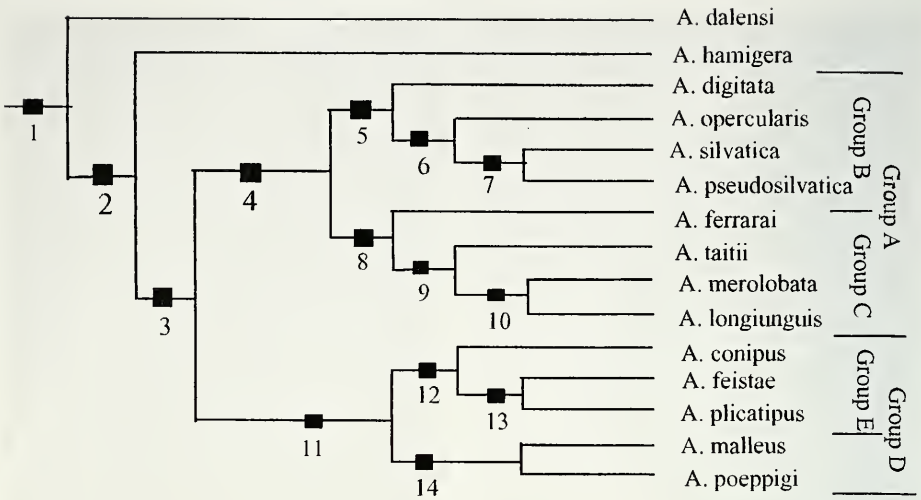 A. dalensi
A. hamigera
A. digitata
A. opercularis
A. silvatica
A. pseudosilvatica
A. ferrarai
A. taitii
A. merolobata
A. longiunguis
A. conipus
A. feistae
A. plicatipus
A. malleus
A. poeppigi
1
2
3
4
5
6
7
8
9
10
11
12
13
14
Group B
Group A
Group C
Group E
Group D